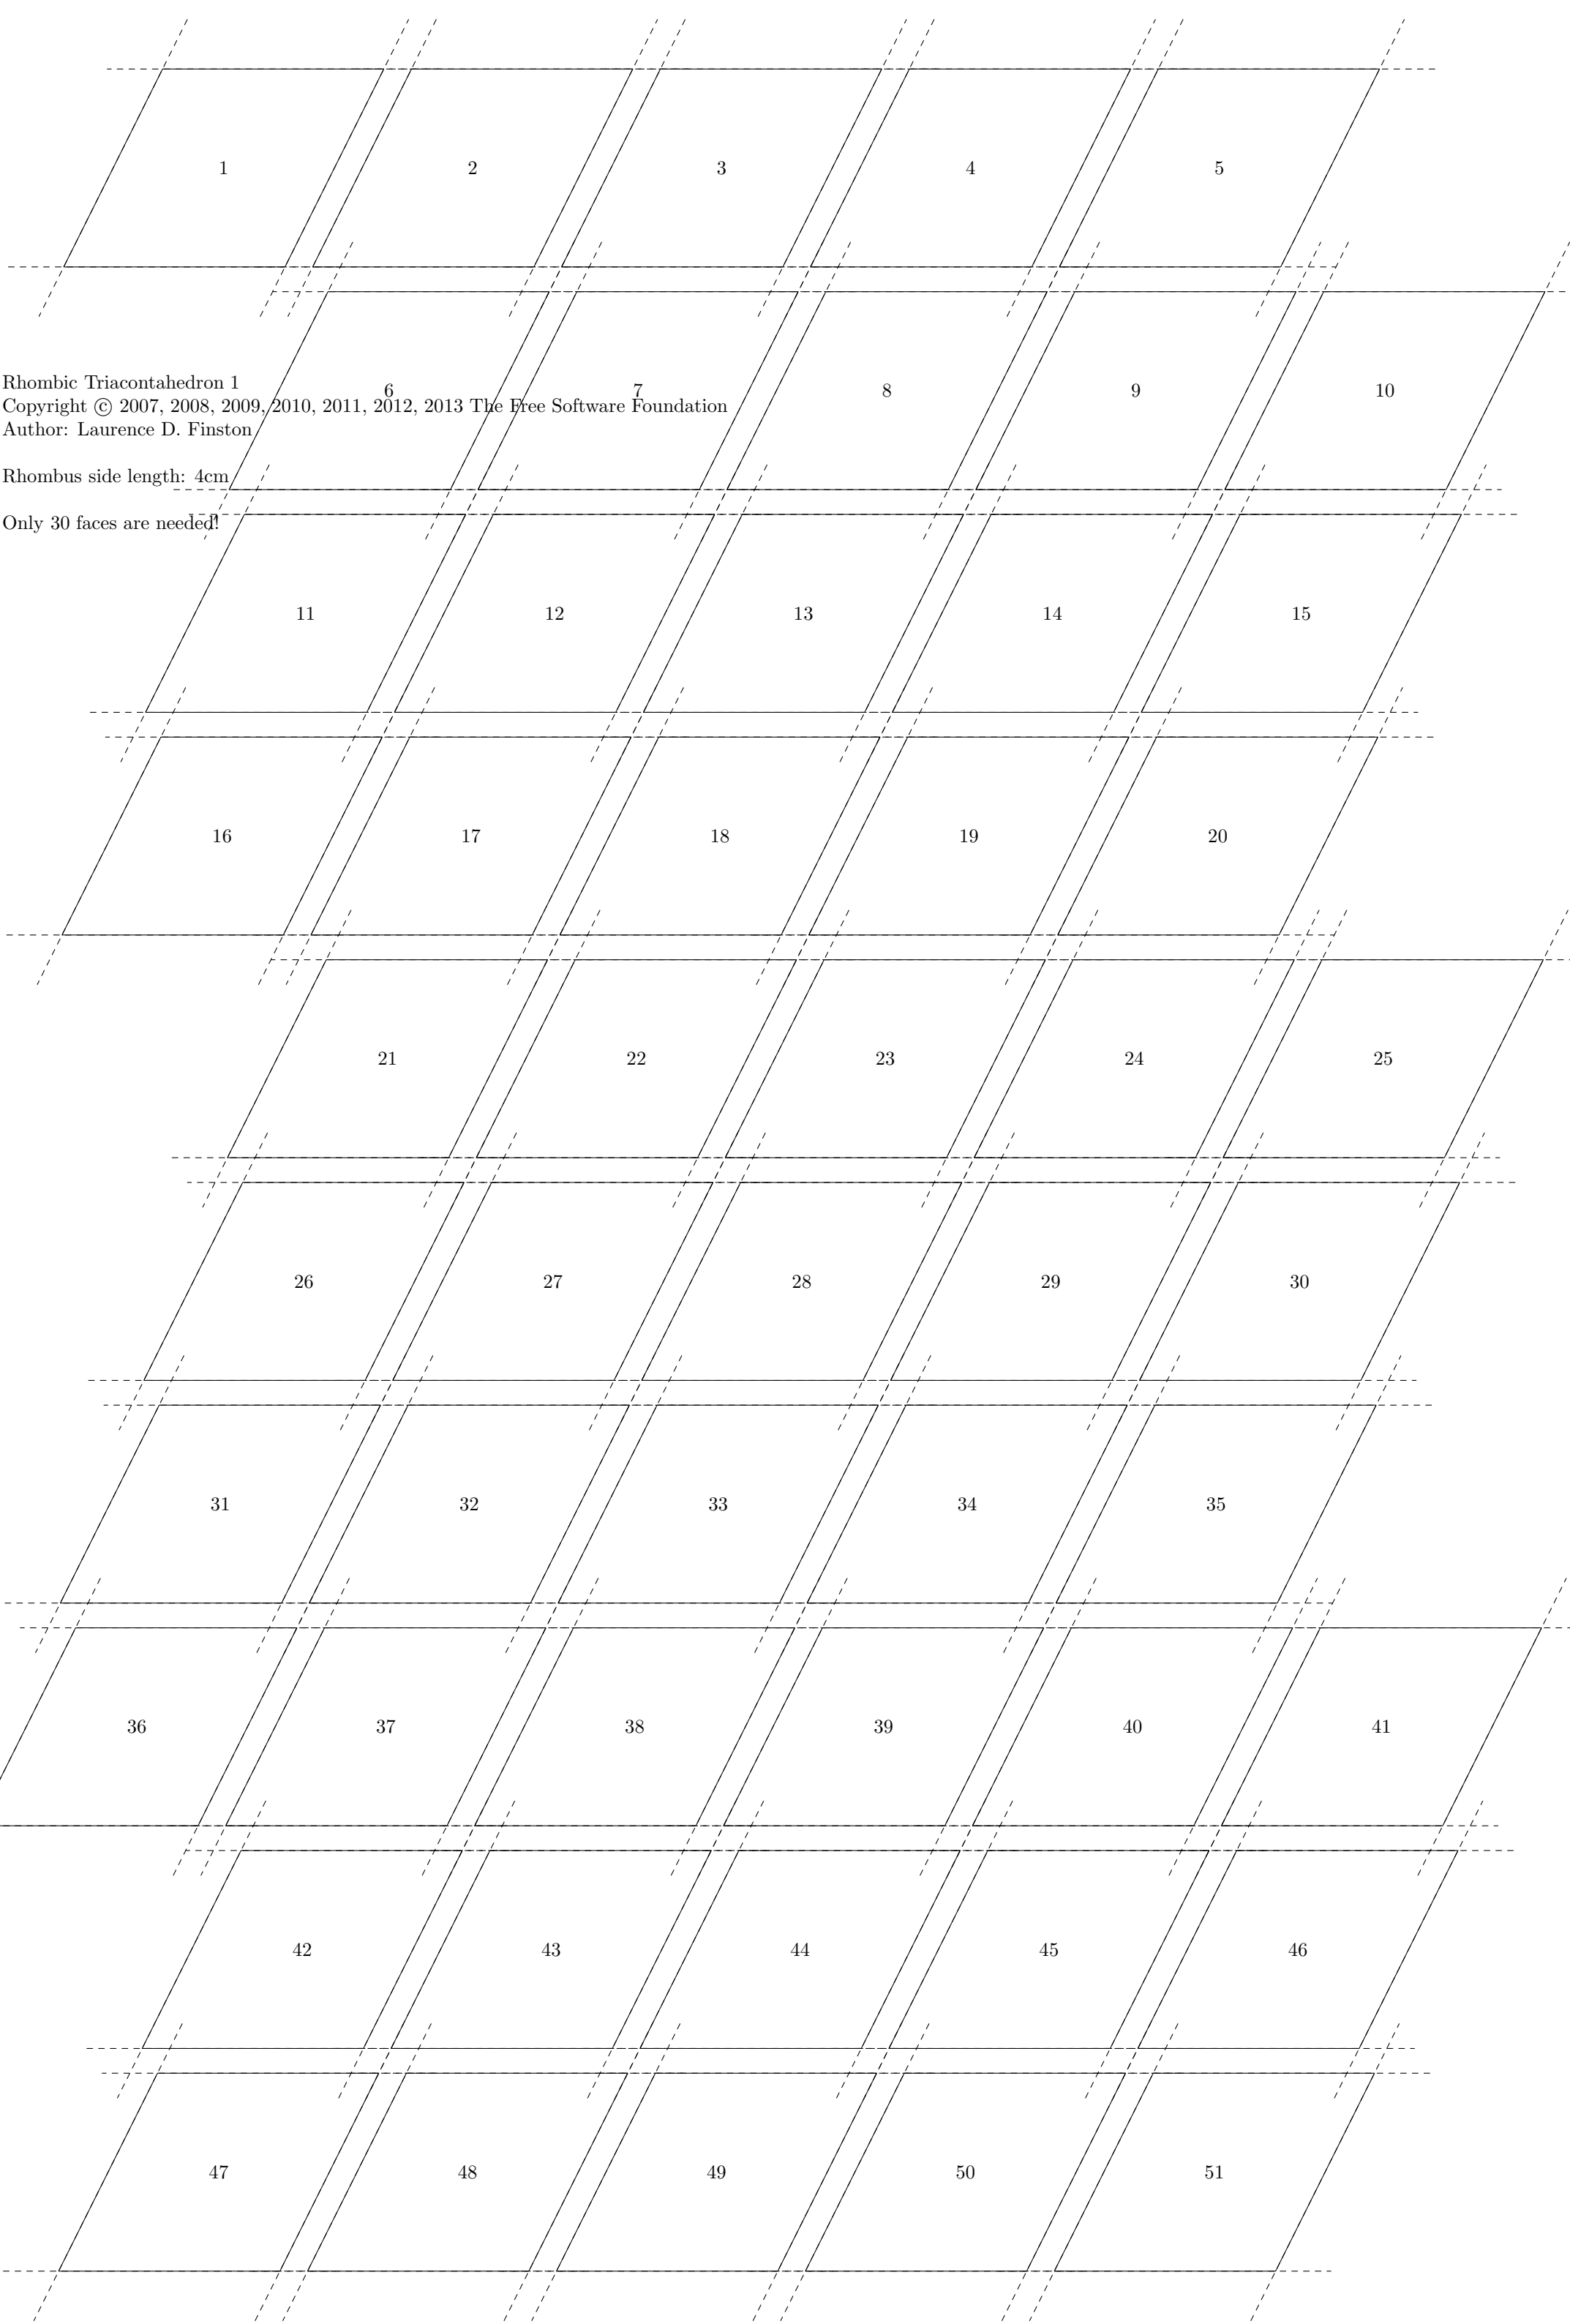 1 2 3 4 5
Rhombic Triacontahedron 1
6 7 8 9 10
Copyright © 2007, 2008, 2009, 2010, 2011, 2012, 2013 The Free Software Foundation
Author: Laurence D. Finston
Rhombus side length: 4cm
Only 30 faces are needed!
11 12 13 14 15
16 17 18 19 20
21 22 23 24 25
26 27 28 29 30
31 32 33 34 35
36 37 38 39 40 41
42 43 44 45 46
47 48 49 50 51